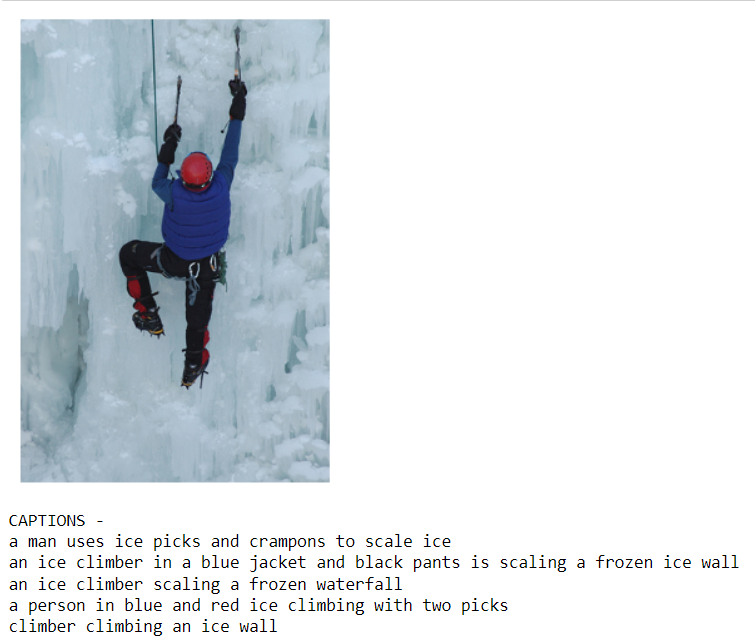 CAPTIONS -
a man uses ice picks and crampons to scale ice
an ice climber in a blue jacket and black pants is scaling a frozen ice wall
an ice climber scaling a frozen waterfall
a person in blue and red ice climbing with two picks
climber climbing an ice wall